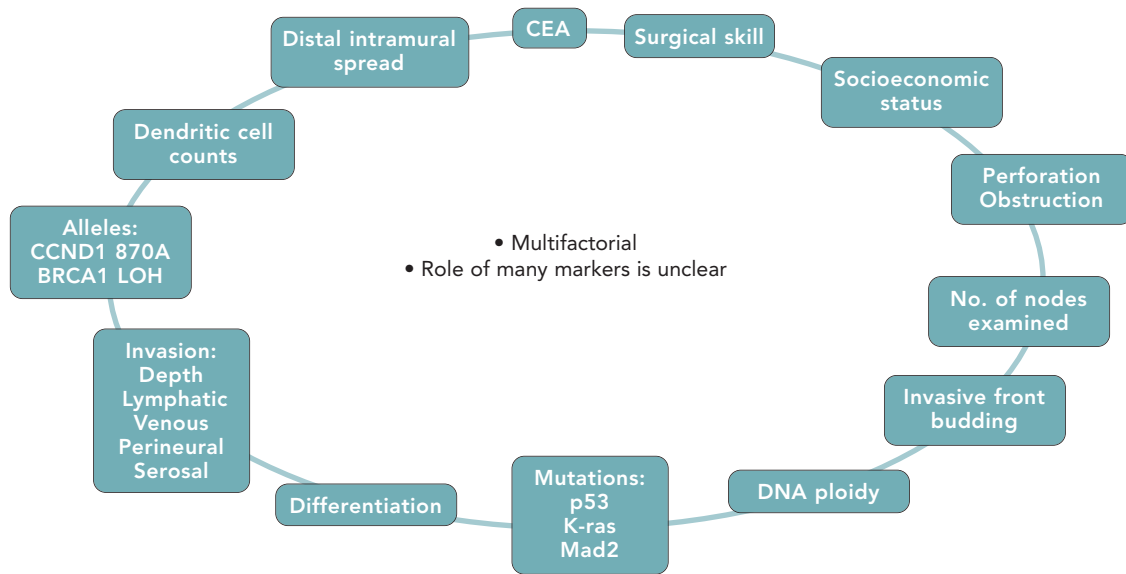 CEA
Surgical skill
Socioeconomic
status
Perforation
Obstruction
No. of nodes
examined
Invasive front
budding
DNA ploidy
Mutations:
p53
K-ras
Mad2
Differentiation
Invasion:
Depth
Lymphatic
Venous
Perineural
Serosal
Alleles:
CCND1 870A
BRCA1 LOH
Dendritic cell
counts
Distal intramural
spread
• Multifactorial
• Role of many markers is unclear